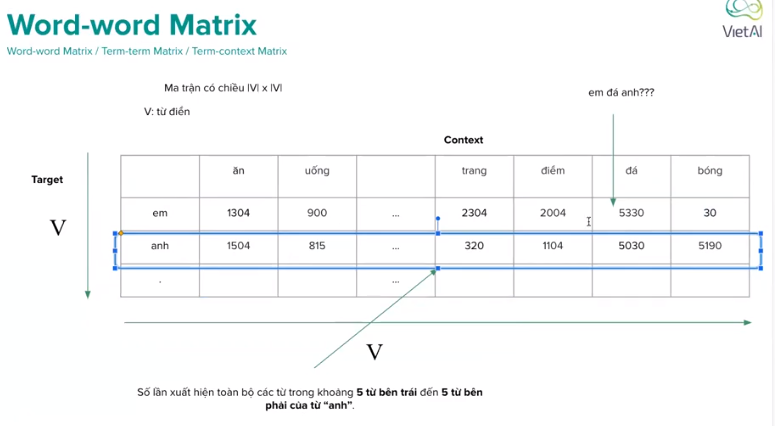 Word-word Matrix
VietAI
Word-word Matrix / Term-term Matrix / Term-context Matrix
Ma trận có chiều |V| x |V|
em đá anh???
V: từ điển
Context
Target
ăn uống trang điểm đá bóng
V
em 1304 900 ... 2304 2004 5330 30
anh 1504 815 ... 320 1104 5030 5190
. ...
V
Số lần xuất hiện toàn bộ các từ trong khoảng 5 từ bên trái đến 5 từ bên
phải của từ “anh”.